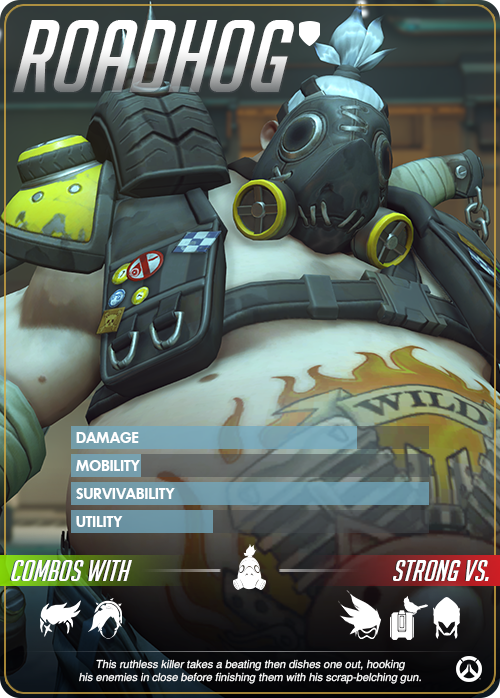 ROADHOG
WILD
DAMAGE
MOBILITY
SURVIVABILITY
UTILITY
COMBOS WITH
STRONG VS.
This ruthless killer takes a beating then dishes one out, hooking
his enemies in close before finishing them with his scrap-belching gun.